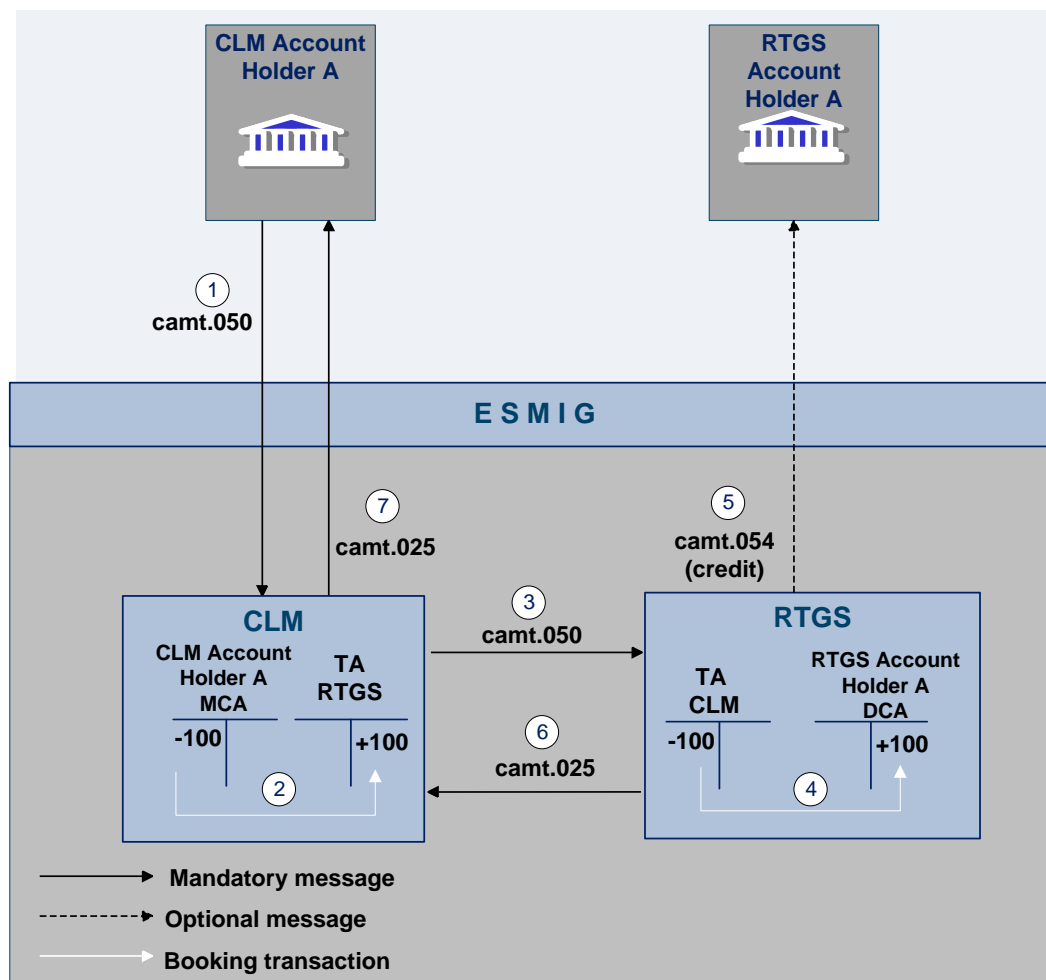 CLM Account
Holder A
RTGS
Account
Holder A
1
camt.050
E S M I G
7
camt.025
5
camt.054
(credit)
3
camt.050
CLM
CLM Account
Holder A
MCA
TA
RTGS
-100
+100
2
6
camt.025
RTGS
TA
CLM
RTGS Account
Holder A
DCA
-100
+100
4
Mandatory message
Optional message
Booking transaction